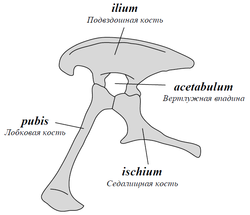 ilium
Подвздошная кость
acetabulum
Вертлужная впадина
pubis
Лобковая кость
ischium
Седалищная кость